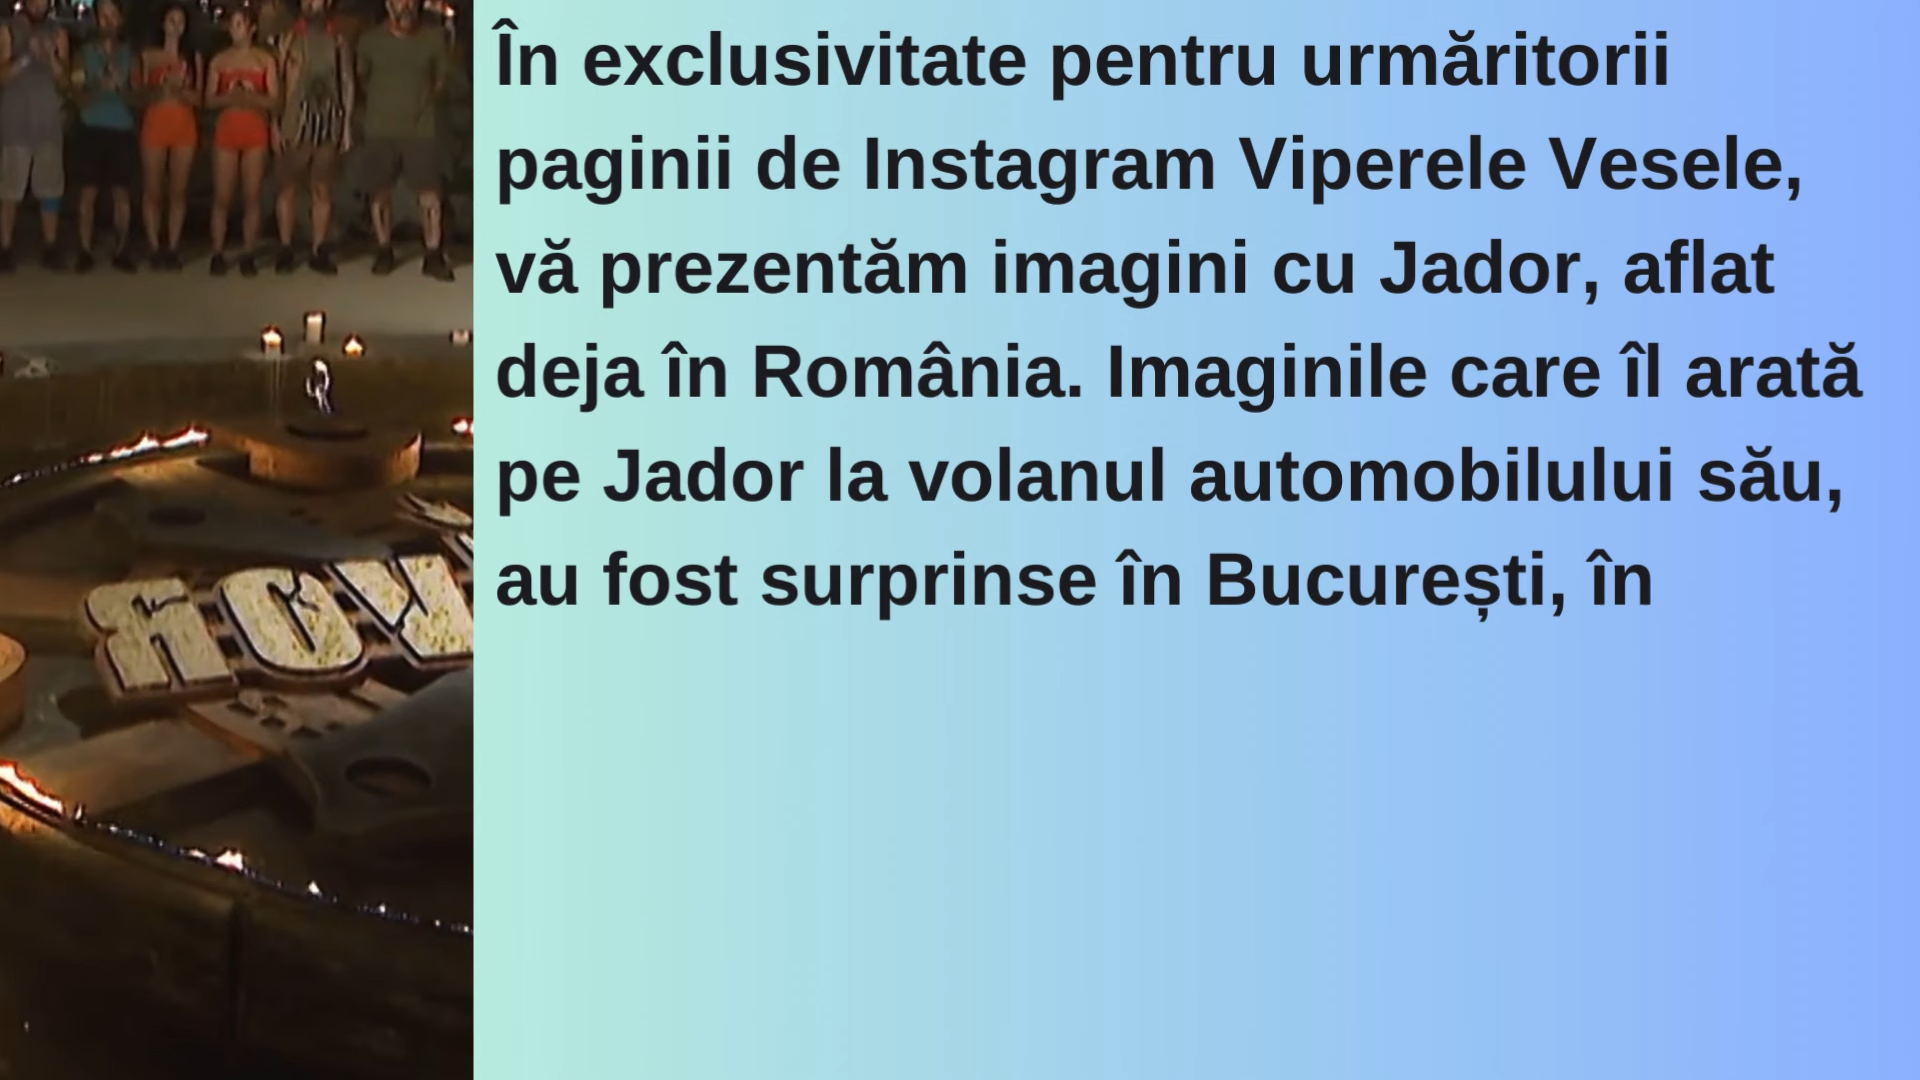 În exclusivitate pentru urmăritorii
paginii de Instagram Viperele Vesele,
vă prezentăm imagini cu Jador, aflat
deja în România. Imaginile care îl arată
pe Jador la volanul automobilului său,
au fost surprinse în București, în